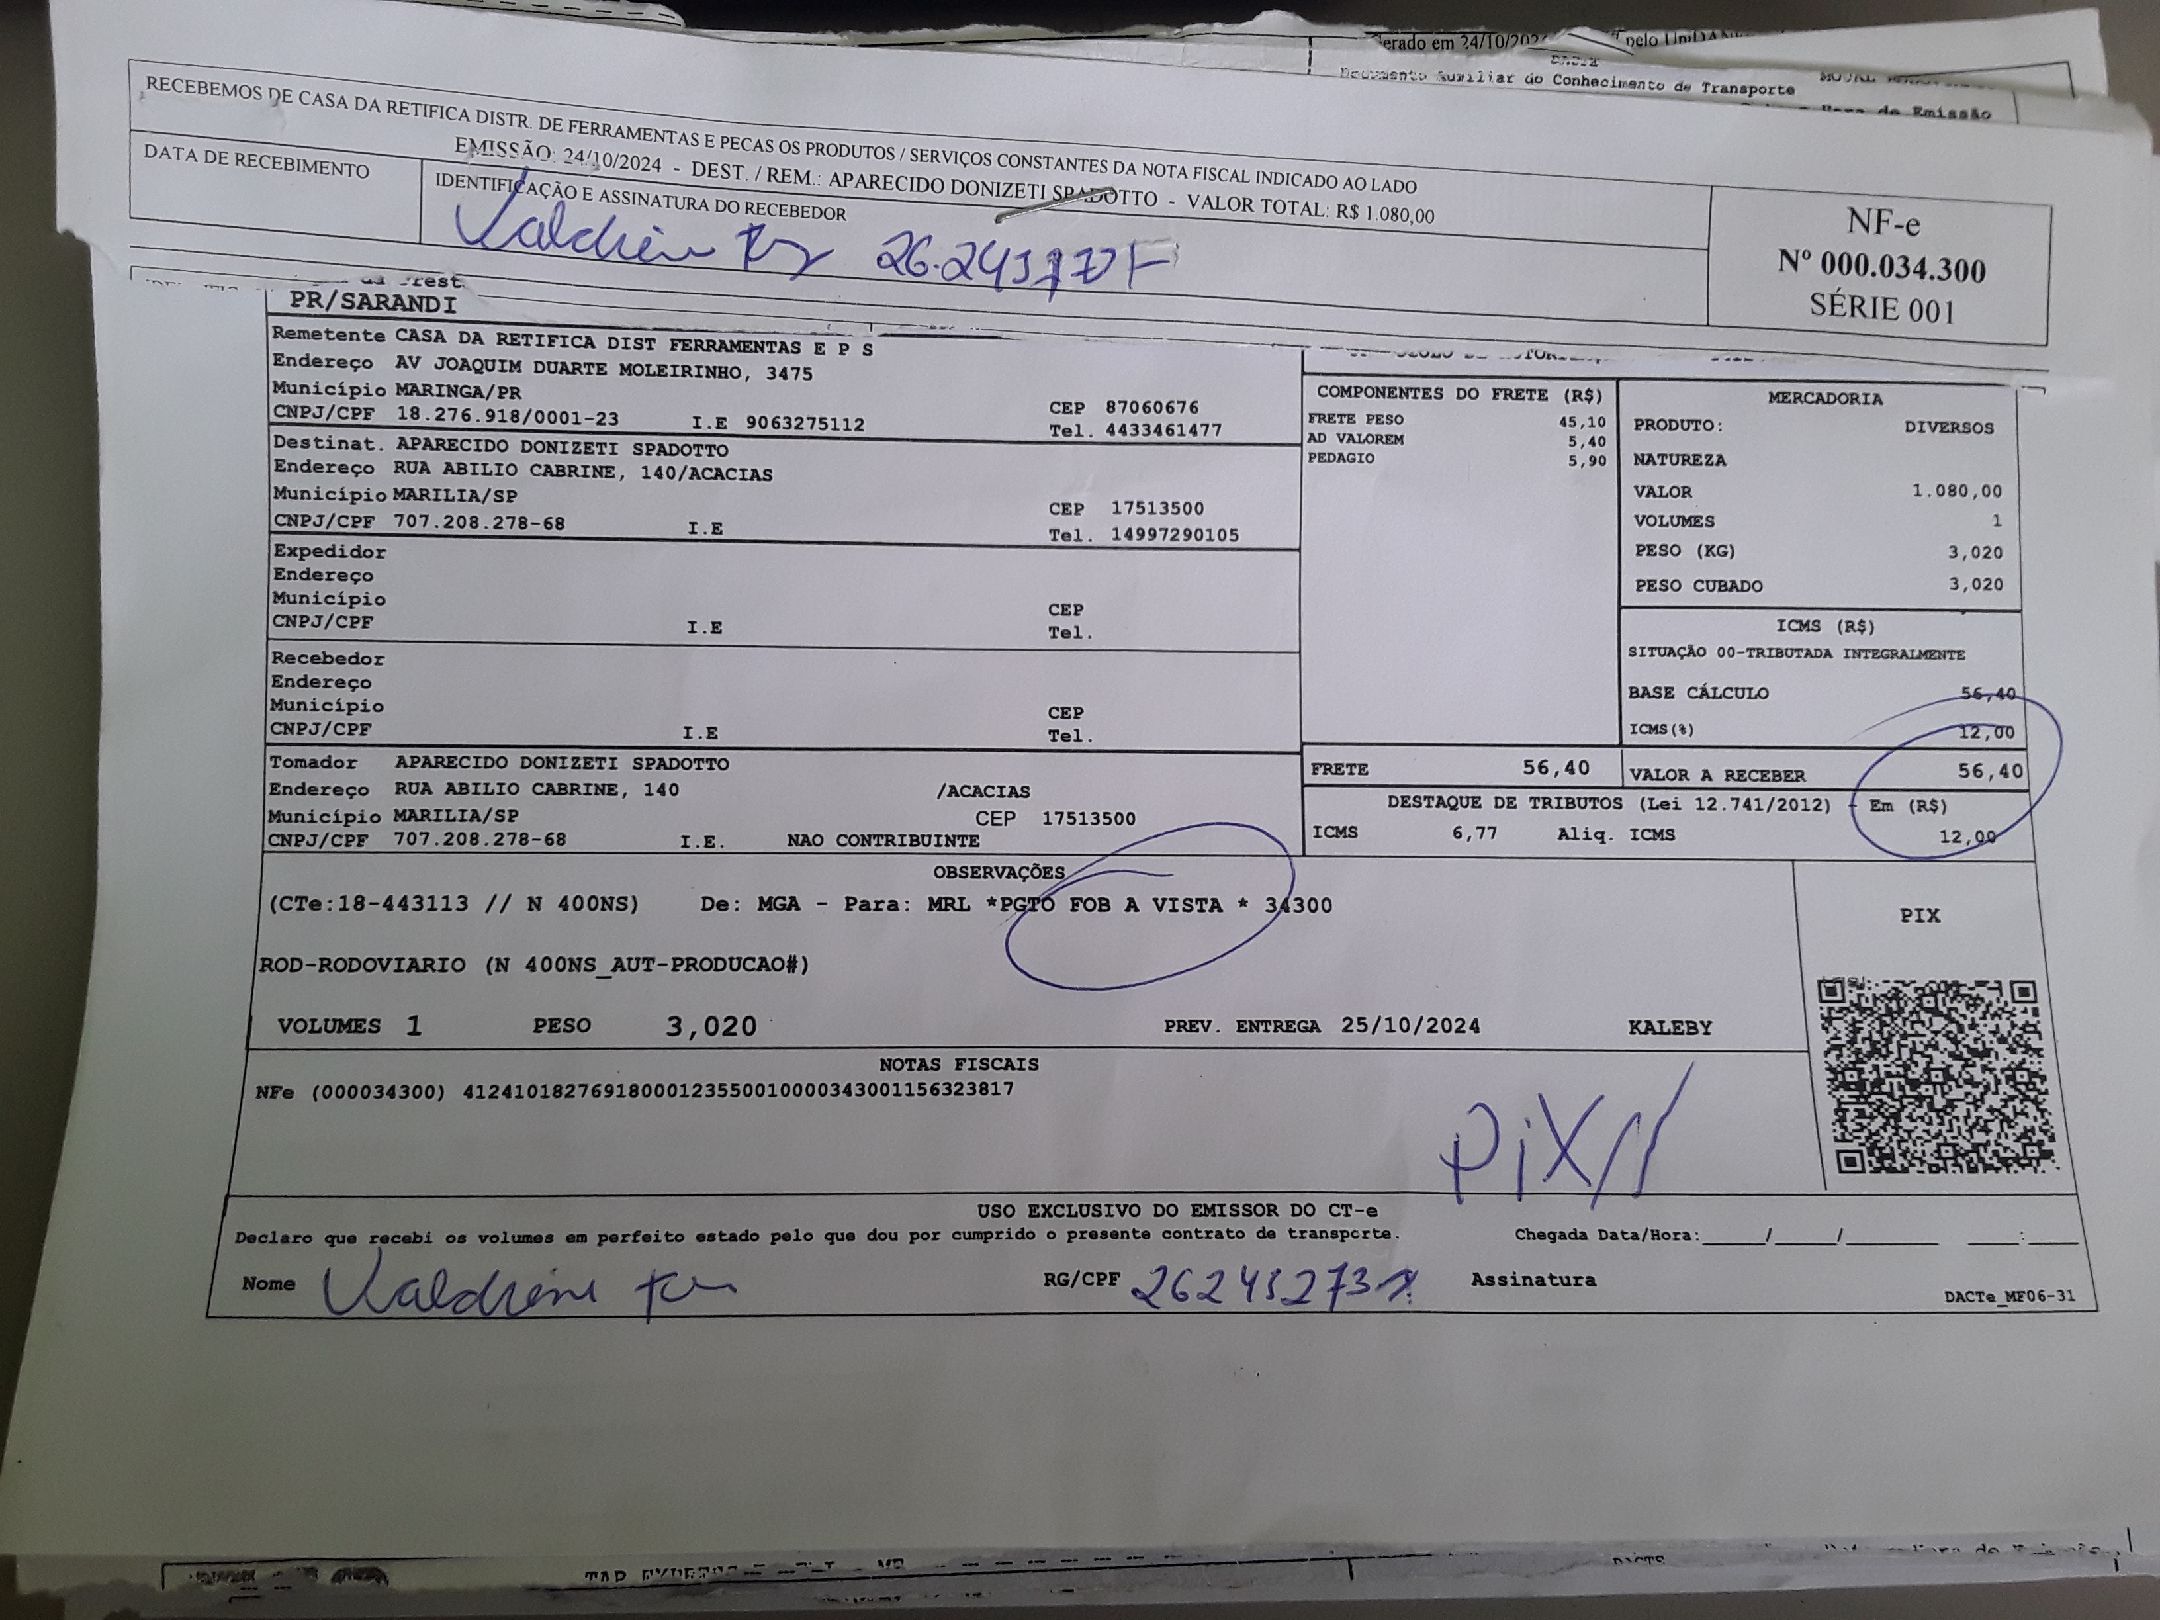 erado em 24/10/202
pelo UniDA
Documento Auxiliar do Conhecimento de Transporte
RECEBEMOS DE CASA DA RETIFICA DISTR. DE FERRAMENTAS E PECAS OS PRODUTOS / SERVIÇOS CONSTANTES DA NOTA FISCAL INDICADO AO LADO
EMISSÃO: 24/10/2024 - DEST. / REM.: APARECIDO DONIZETI SPADOTTO - VALOR TOTAL: R$ 1.080,00
DATA DE RECEBIMENTO
IDENTIFICAÇÃO E ASSINATURA DO RECEBEDOR
NF-e
Nº 000.034.300
SÉRIE 001
PR/SARANDI
Remetente CASA DA RETIFICA DIST FERRAMENTAS E P S
Endereço AV JOAQUIM DUARTE MOLEIRINHO, 3475
Município MARINGA/PR CEP 87060676
CNPJ/CPF 18.276.918/0001-23 I.E 9063275112 Tel. 4433461477
Destinat. APARECIDO DONIZETI SPADOTTO
Endereço RUA ABILIO CABRINE, 140/ACACIAS
Município MARILIA/SP CEP 17513500
CNPJ/CPF 707.208.278-68 I.E Tel. 14997290105
Expedidor
Endereço
Município CEP
CNPJ/CPF I.E Tel.
Recebedor
Endereço
Município CEP
CNPJ/CPF I.E Tel.
Tomador APARECIDO DONIZETI SPADOTTO
Endereço RUA ABILIO CABRINE, 140 /ACACIAS
Município MARILIA/SP CEP 17513500
CNPJ/CPF 707.208.278-68 I.E. NAO CONTRIBUINTE
COMPONENTES DO FRETE (R$)
FRETE PESO 45,10
AD VALOREM 5,40
PEDAGIO 5,90
MERCADORIA
PRODUTO: DIVERSOS
NATUREZA
VALOR 1.080,00
VOLUMES 1
PESO (KG) 3,020
PESO CUBADO 3,020
ICMS (R$)
SITUAÇÃO 00-TRIBUTADA INTEGRALMENTE
BASE CÁLCULO 56,40
ICMS(%) 12,00
FRETE 56,40 VALOR A RECEBER 56,40
DESTAQUE DE TRIBUTOS (Lei 12.741/2012) - Em (R$)
ICMS 6,77 Aliq. ICMS 12,00
OBSERVAÇÕES
(CTe:18-443113 // N 400NS) De: MGA - Para: MRL *PGTO FOB A VISTA * 34300
ROD-RODOVIARIO (N 400NS_AUT-PRODUCAO#)
PIX
VOLUMES 1 PESO 3,020 PREV. ENTREGA 25/10/2024 KALEBY
NOTAS FISCAIS
NFe (000034300) 41241018276918000123550010000343001156323817
PIX//
USO EXCLUSIVO DO EMISSOR DO CT-e
Declaro que recebi os volumes em perfeito estado pelo que dou por cumprido o presente contrato de transporte. Chegada Data/Hora:_____/_____/_______ ____:____
Nome RG/CPF Assinatura
DACTe_MF06-31